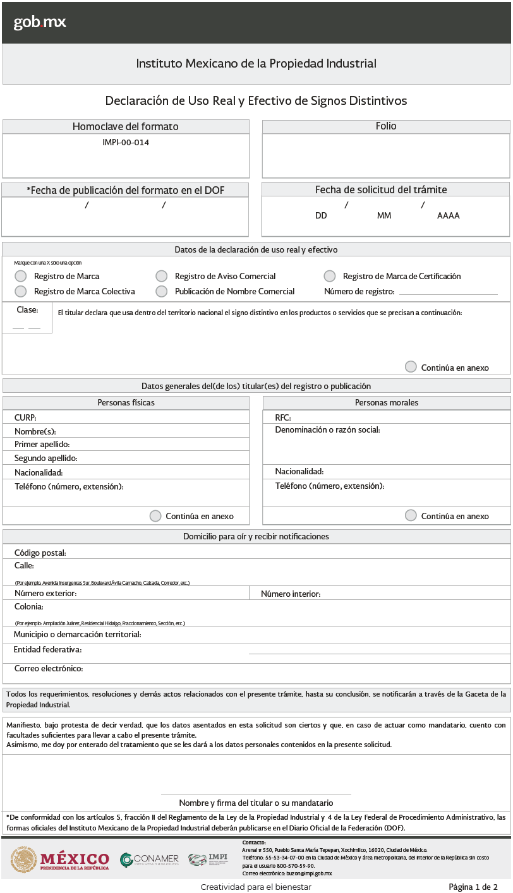 gob.mx
Instituto Mexicano de la Propiedad Industrial
Declaración de Uso Real y Efectivo de Signos Distintivos
Homoclave del formato
IMPI-00-014
Folio
*Fecha de publicación del formato en el DOF
/ /
Fecha de solicitud del trámite
/ /
DD MM AAAA
Datos de la declaración de uso real y efectivo
Marque con una X solo una opción
Registro de Marca
Registro de Aviso Comercial
Registro de Marca de Certificación
Registro de Marca Colectiva
Publicación de Nombre Comercial
Número de registro:
Clase:
El titular declara que usa dentro del territorio nacional el signo distintivo en los productos o servicios que se precisan a continuación:
Continúa en anexo
Datos generales del(de los) titular(es) del registro o publicación
Personas físicas
CURP:
Nombre(s):
Primer apellido:
Segundo apellido:
Nacionalidad:
Teléfono (número, extensión):
Continúa en anexo
Personas morales
RFC:
Denominación o razón social:
Nacionalidad:
Teléfono (número, extensión):
Continúa en anexo
Domicilio para oír y recibir notificaciones
Código postal:
Calle:
(Por ejemplo: Avenida Insurgentes Sur, Boulevard Ávila Camacho, Calzada, Corredor, etc.)
Número exterior:
Número interior:
Colonia:
(Por ejemplo: Ampliación Juárez, Residencial Hidalgo, Fraccionamiento, Sección, etc.)
Municipio o demarcación territorial:
Entidad federativa:
Correo electrónico:
Todos los requerimientos, resoluciones y demás actos relacionados con el presente trámite, hasta su conclusión, se notificarán a través de la Gaceta de la
Propiedad Industrial.
Manifiesto, bajo protesta de decir verdad, que los datos asentados en esta solicitud son ciertos y que, en caso de actuar como mandatario, cuento con
facultades suficientes para llevar a cabo el presente trámite.
Asimismo, me doy por enterado del tratamiento que se les dará a los datos personales contenidos en la presente solicitud.
Nombre y firma del titular o su mandatario
*De conformidad con los artículos 5, fracción II del Reglamento de la Ley de la Propiedad Industrial y 4 de la Ley Federal de Procedimiento Administrativo, las
formas oficiales del Instituto Mexicano de la Propiedad Industrial deberán publicarse en el Diario Oficial de la Federación (DOF).
MÉXICO
PRESIDENCIA DE LA REPÚBLICA
CONAMER
IMPI
Contacto:
Arenal # 550, Pueblo Santa María Tepepan, Xochimilco, 16020, Ciudad de México.
Teléfono: 55-53-34-07-00 en la Ciudad de México y área metropolitana, del interior de la República sin costo
para el usuario 800-570-59-90.
Correo electrónico: buzon@impi.gob.mx
Creatividad para el bienestar
Página 1 de 2